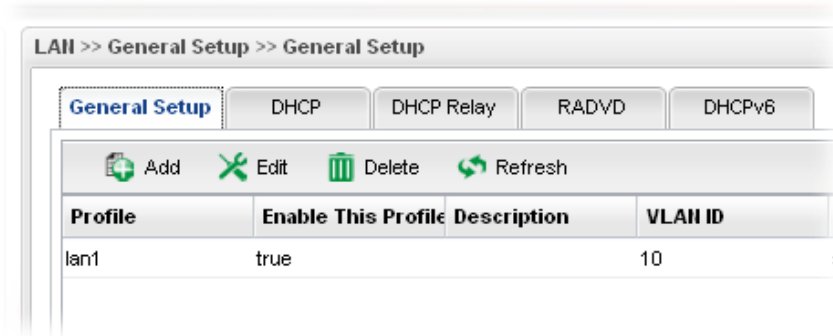 LAN >> General Setup >> General Setup
General Setup DHCP DHCP Relay RADVD DHCPv6
Add Edit Delete Refresh
Profile Enable This Profile Description VLAN ID
lan1 true 10